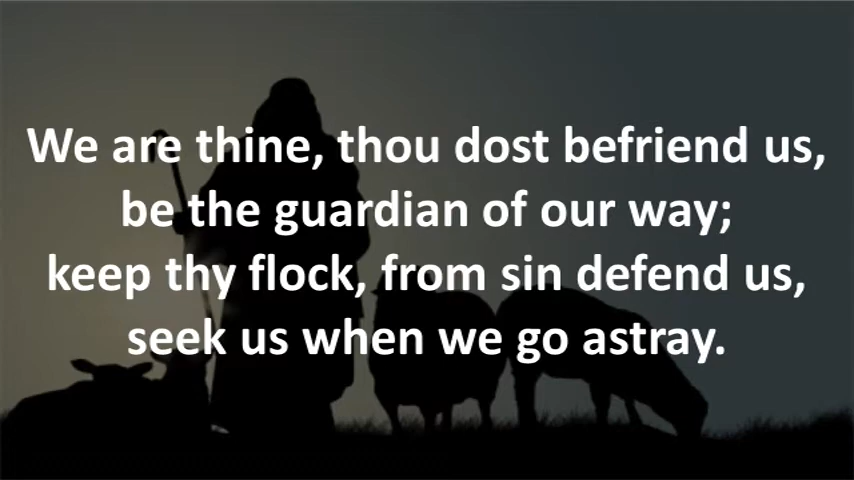 We are thine, thou dost befriend us,
be the guardian of our way;
keep thy flock, from sin defend us,
seek us when we go astray.